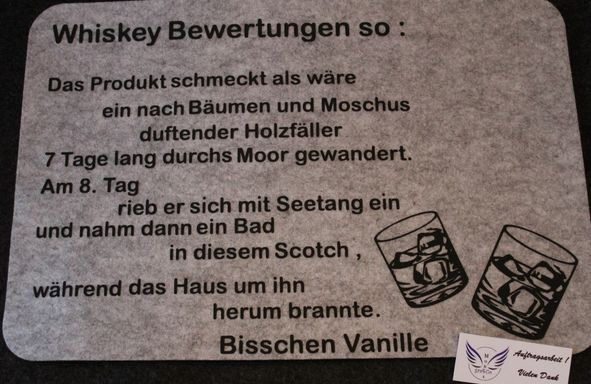 Whiskey Bewertungen so :
Das Produkt schmeckt als wäre
ein nach Bäumen und Moschus
duftender Holzfäller
7 Tage lang durchs Moor gewandert.
Am 8. Tag
rieb er sich mit Seetang ein
und nahm dann ein Bad
in diesem Scotch ,
während das Haus um ihn
herum brannte.
Bisschen Vanille
Auftragsarbeit !
Vielen Dank